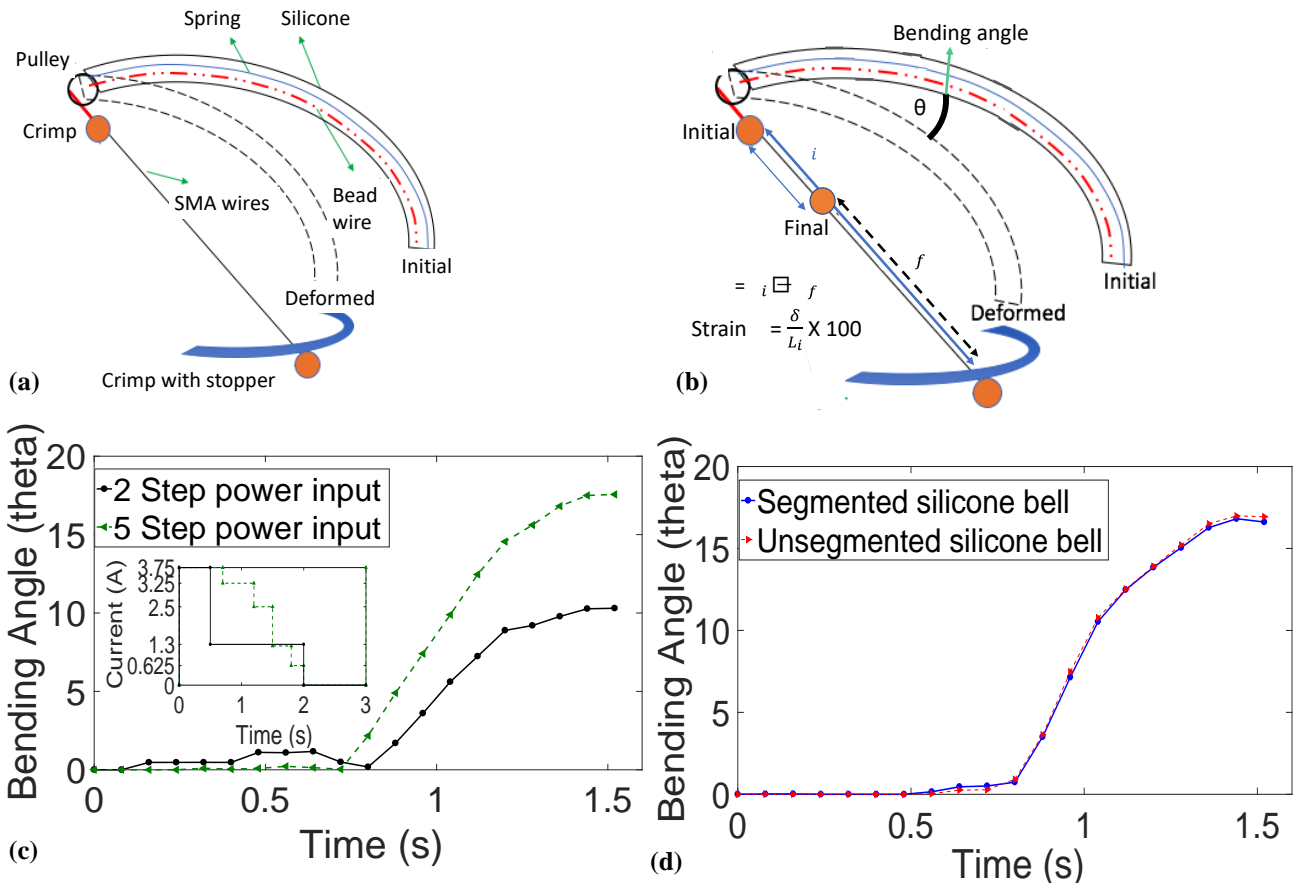 Spring
Silicone
Pulley
Crimp
SMA wires
Bead
wire
Initial
Deformed
Crimp with stopper
(a)
Bending angle
θ
Initial
i
Final
f
= i ⊟ f
Strain = δ/Li X 100
Initial
Deformed
(b)
Bending Angle (theta)
20
15
10
5
0
2 Step power input
5 Step power input
Current (A)
3.75
3.25
2.5
1.3
0.625
0
1
2
3
Time (s)
0
0.5
1
1.5
Time (s)
(c)
Bending Angle (theta)
20
15
10
5
0
Segmented silicone bell
Unsegmented silicone bell
0
0.5
1
1.5
Time (s)
(d)